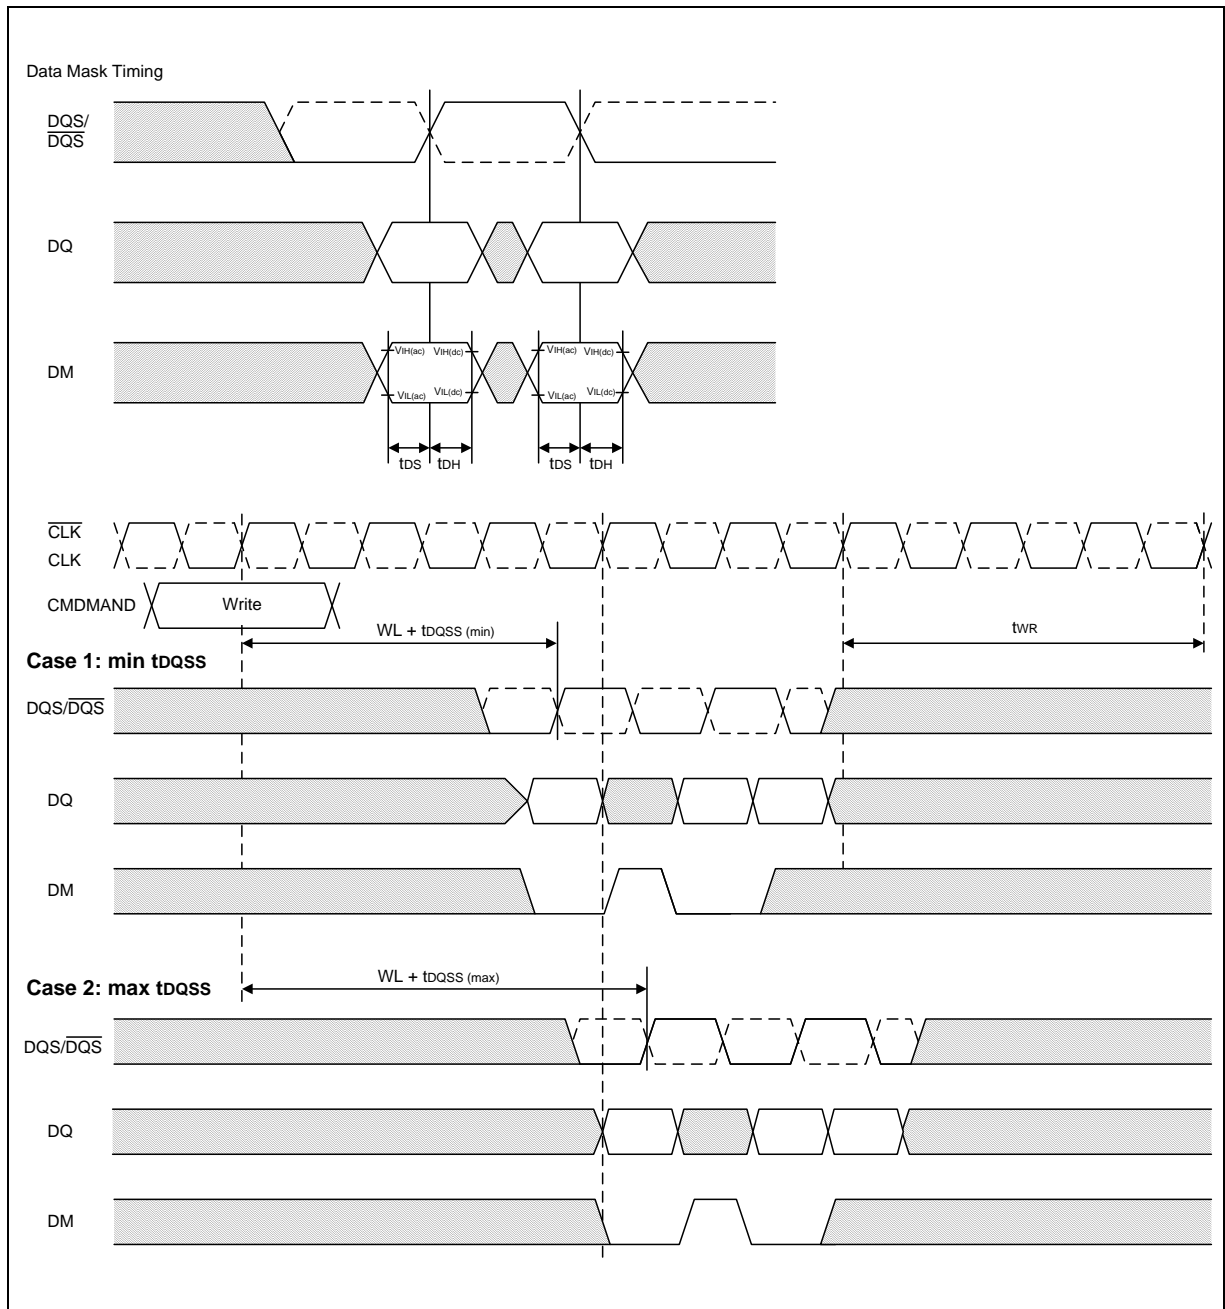 Data Mask Timing
DQS/
DQS
DQ
DM
VIH(ac) VIH(dc) VIH(ac) VIH(dc)
VIL(ac) VIL(dc) VIL(ac) VIL(dc)
tDS tDH tDS tDH
CLK
CLK
CMDMAND Write
WL + tDQSS (min) tWR
Case 1: min tDQSS
DQS/DQS
DQ
DM
WL + tDQSS (max)
Case 2: max tDQSS
DQS/DQS
DQ
DM